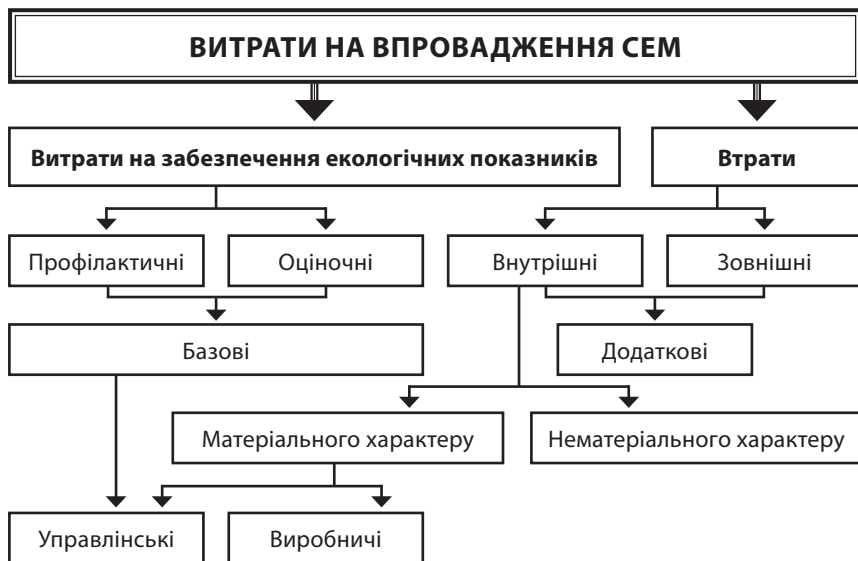 ВИТРАТИ НА ВПРОВАДЖЕННЯ СЕМ
Витрати на забезпечення екологічних показників
Втрати
Профілактичні
Оціночні
Внутрішні
Зовнішні
Базові
Додаткові
Матеріального характеру
Нематеріального характеру
Управлінські
Виробничі